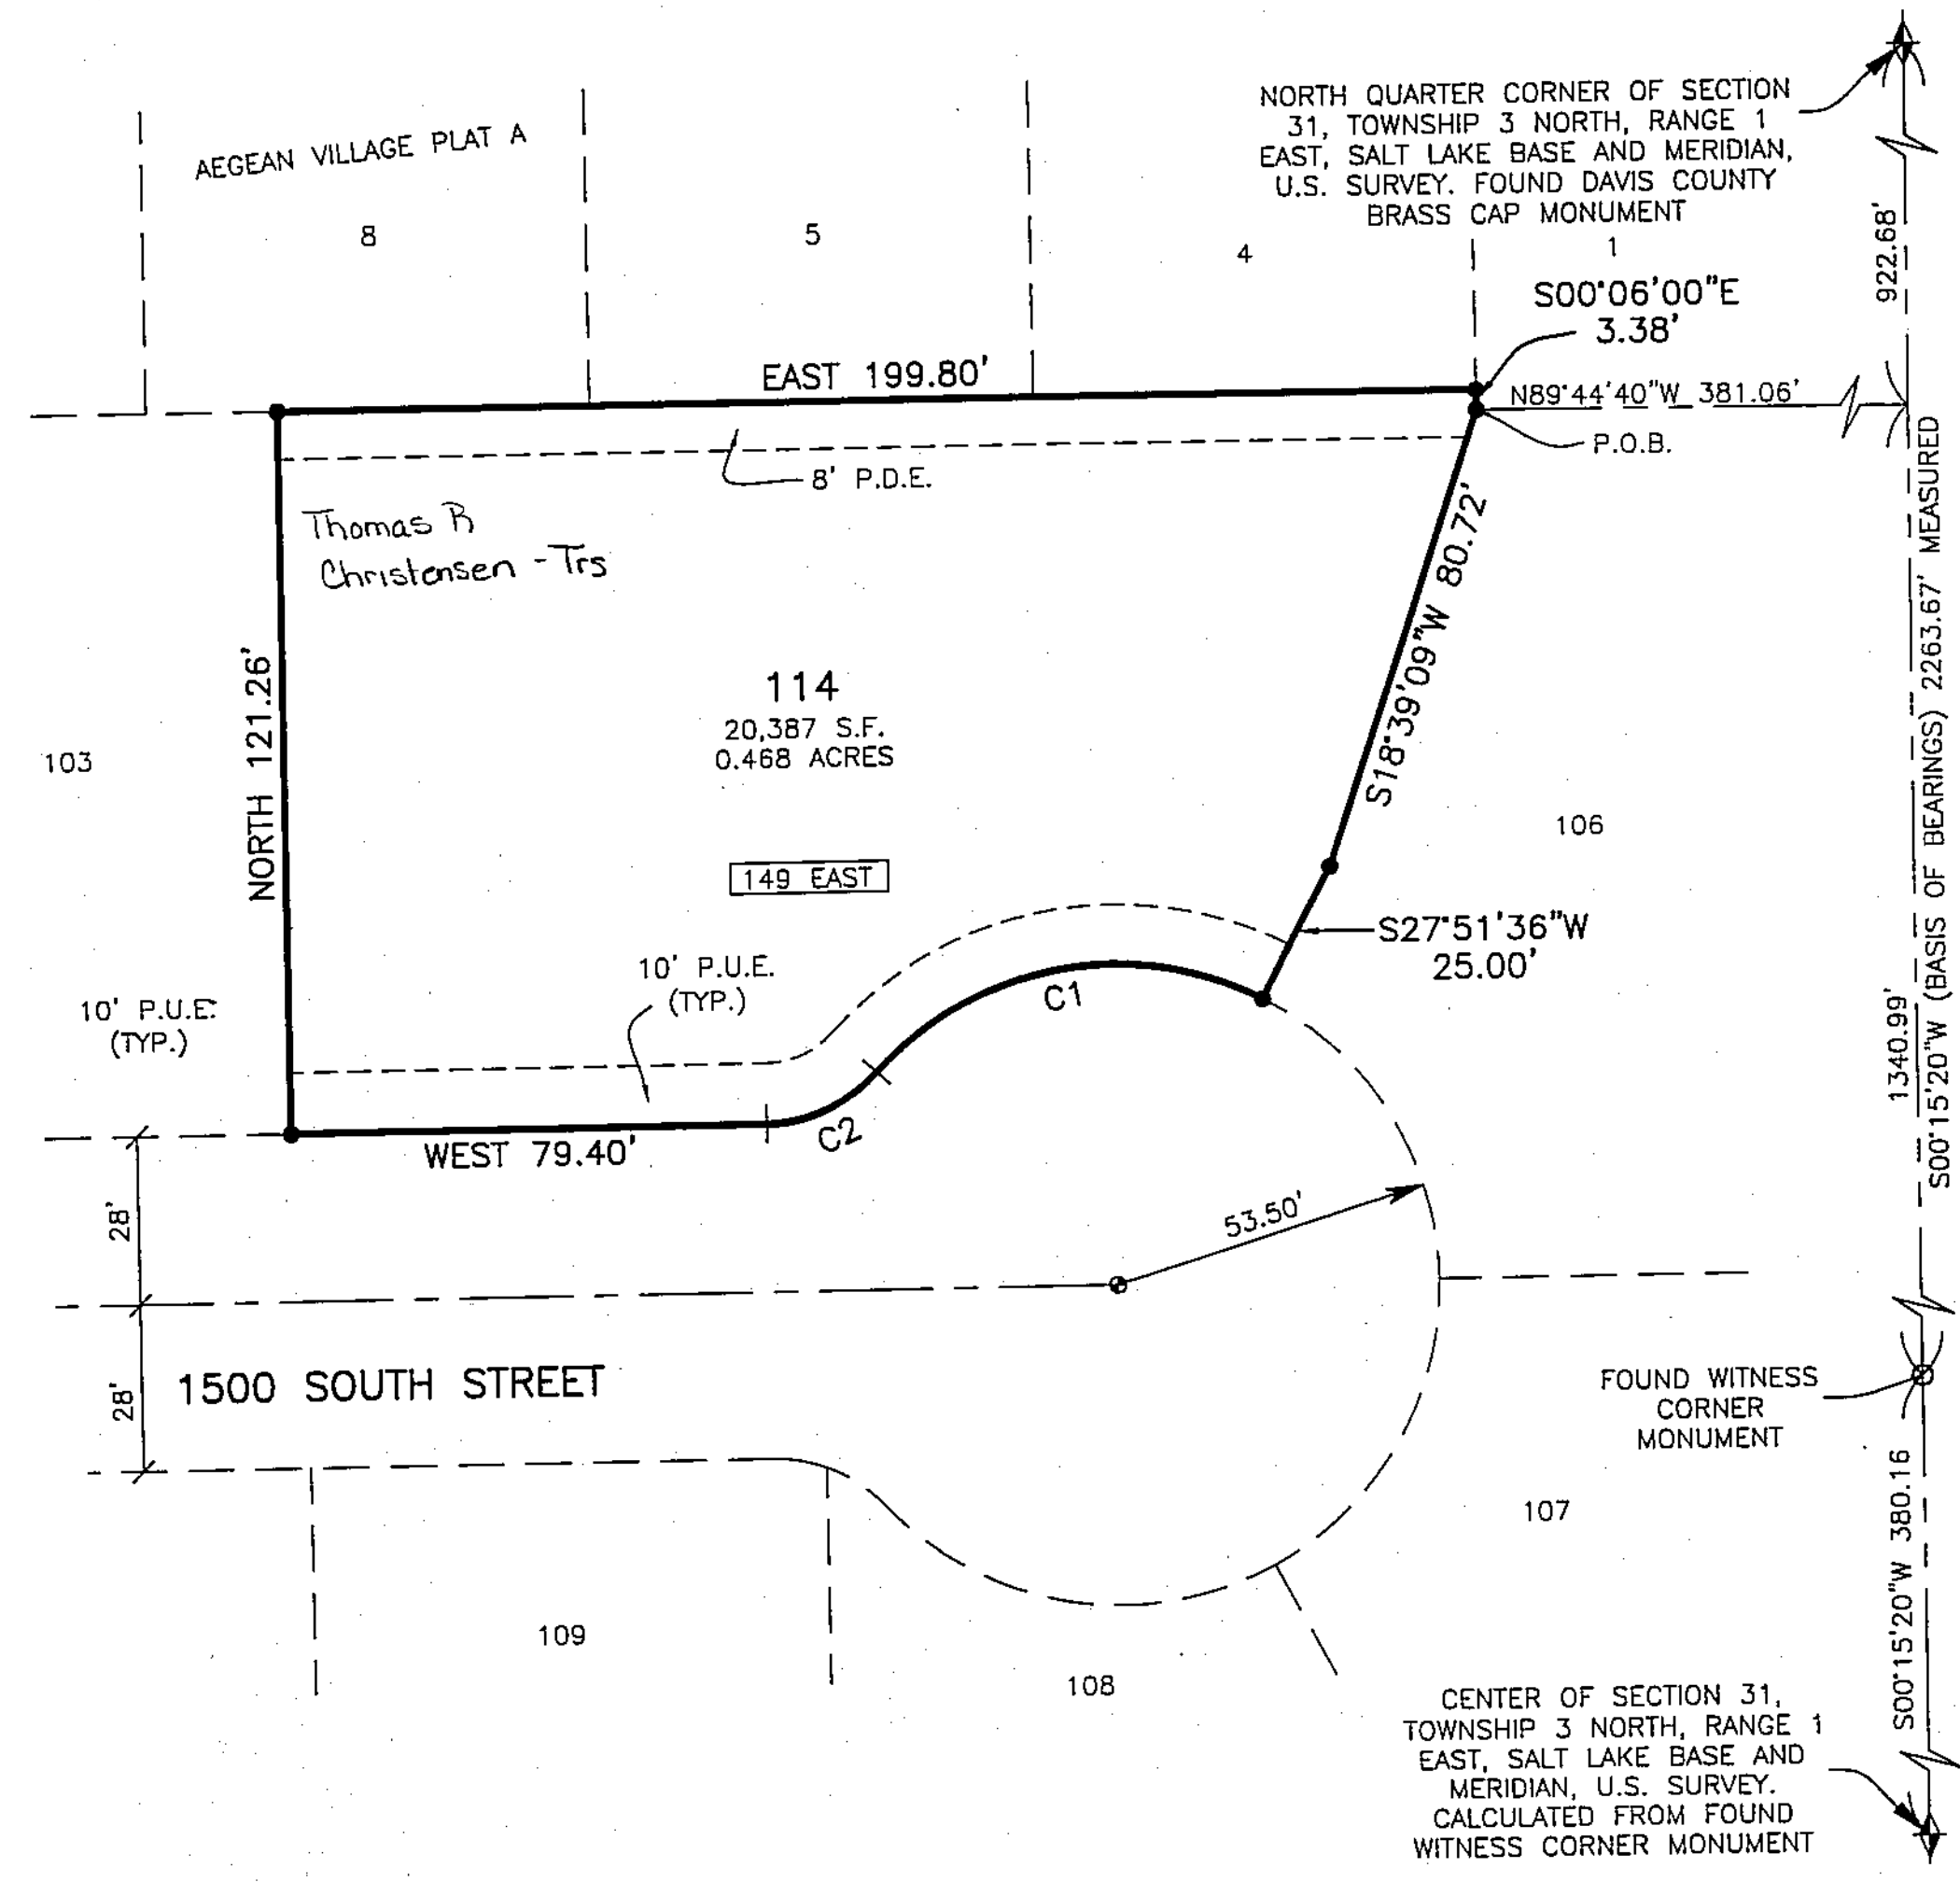 NORTH QUARTER CORNER OF SECTION
31, TOWNSHIP 3 NORTH, RANGE 1
EAST, SALT LAKE BASE AND MERIDIAN,
U.S. SURVEY. FOUND DAVIS COUNTY
BRASS CAP MONUMENT
922.68'
AEGEAN VILLAGE PLAT A
8
5
4
1
S00°06'00"E
3.38'
EAST 199.80'
N89°44'40"W 381.06'
P.O.B.
8' P.D.E.
Thomas R
Christensen - Trs
NORTH 121.26'
S18°39'09"W 80.72'
114
20,387 S.F.
0.468 ACRES
103
106
149 EAST
S27°51'36"W
25.00'
10' P.U.E.
(TYP.)
10' P.U.E.
(TYP.)
C1
C2
WEST 79.40'
1340.99'
S00°15'20"W (BASIS OF BEARINGS) 2263.67' MEASURED
28'
28'
53.50'
1500 SOUTH STREET
FOUND WITNESS
CORNER
MONUMENT
107
109
108
S00°15'20"W 380.16
CENTER OF SECTION 31,
TOWNSHIP 3 NORTH, RANGE 1
EAST, SALT LAKE BASE AND
MERIDIAN, U.S. SURVEY.
CALCULATED FROM FOUND
WITNESS CORNER MONUMENT